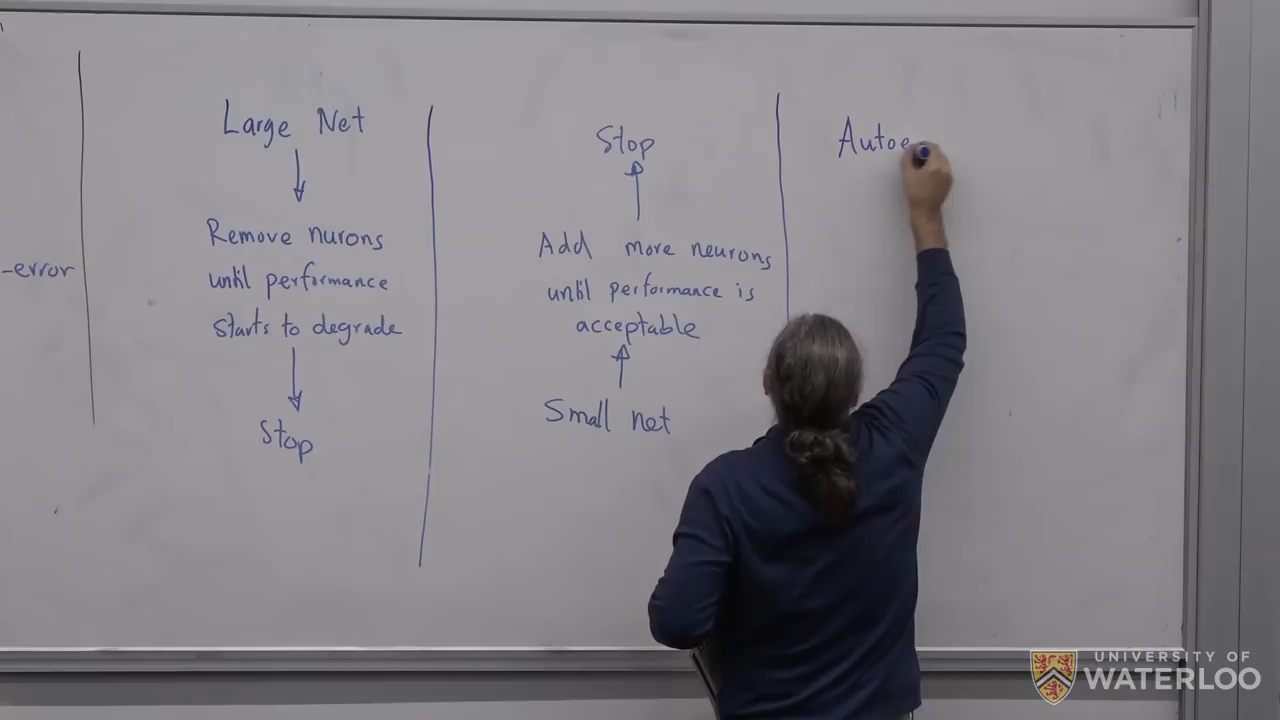 -error
Large Net
Remove nurons
until performance
starts to degrade
Stop
Stop
Add more neurons
until performance is
acceptable
Small net
Autoe
UNIVERSITY OF
WATERLOO